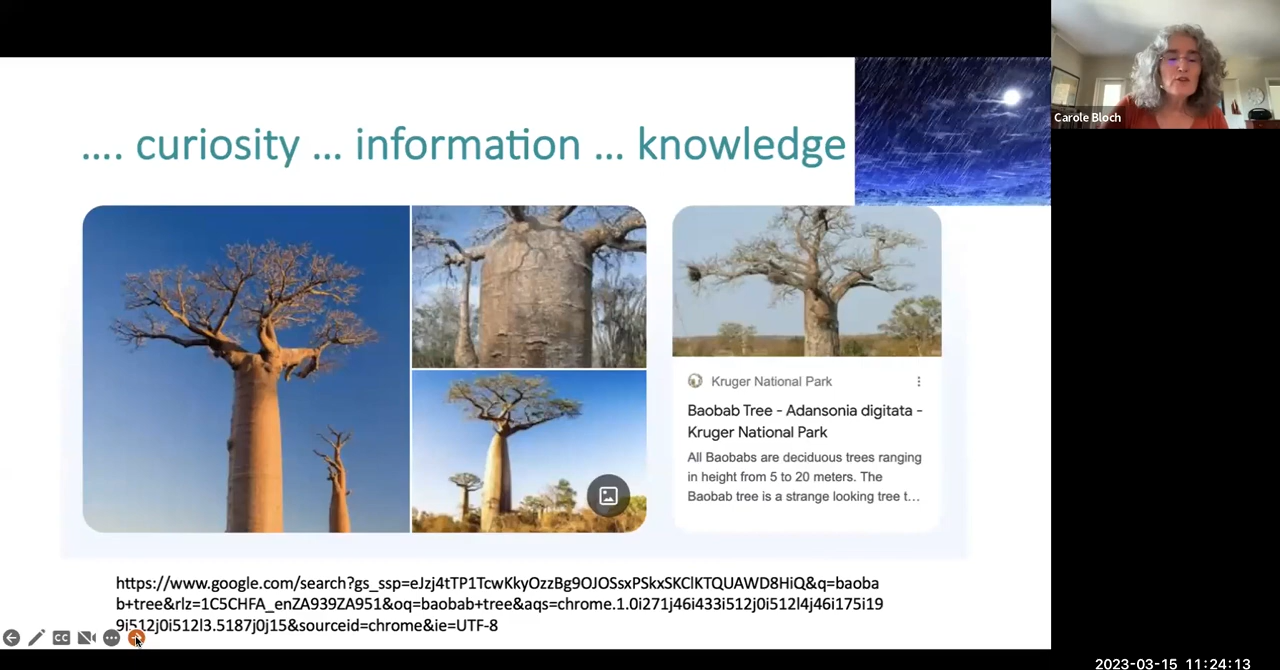 .... curiosity ... information ... knowledge
Carole Bloch
Kruger National Park
Baobab Tree - Adansonia digitata -
Kruger National Park
All Baobabs are deciduous trees ranging
in height from 5 to 20 meters. The
Baobab tree is a strange looking tree t...
https://www.google.com/search?gs_ssp=eJzj4tTP1TcwKkyOzzBg9OJOSsxPSkxSKClKTQUAWD8HiQ&q=baoba
b+tree&rlz=1C5CHFA_enZA939ZA951&oq=baobab+tree&aqs=chrome.1.0i271j46i433i512j0i512l4j46i175i19
9i512j0i512l3.5187j0j15&sourceid=chrome&ie=UTF-8
CC
2023-03-15 11:24:13